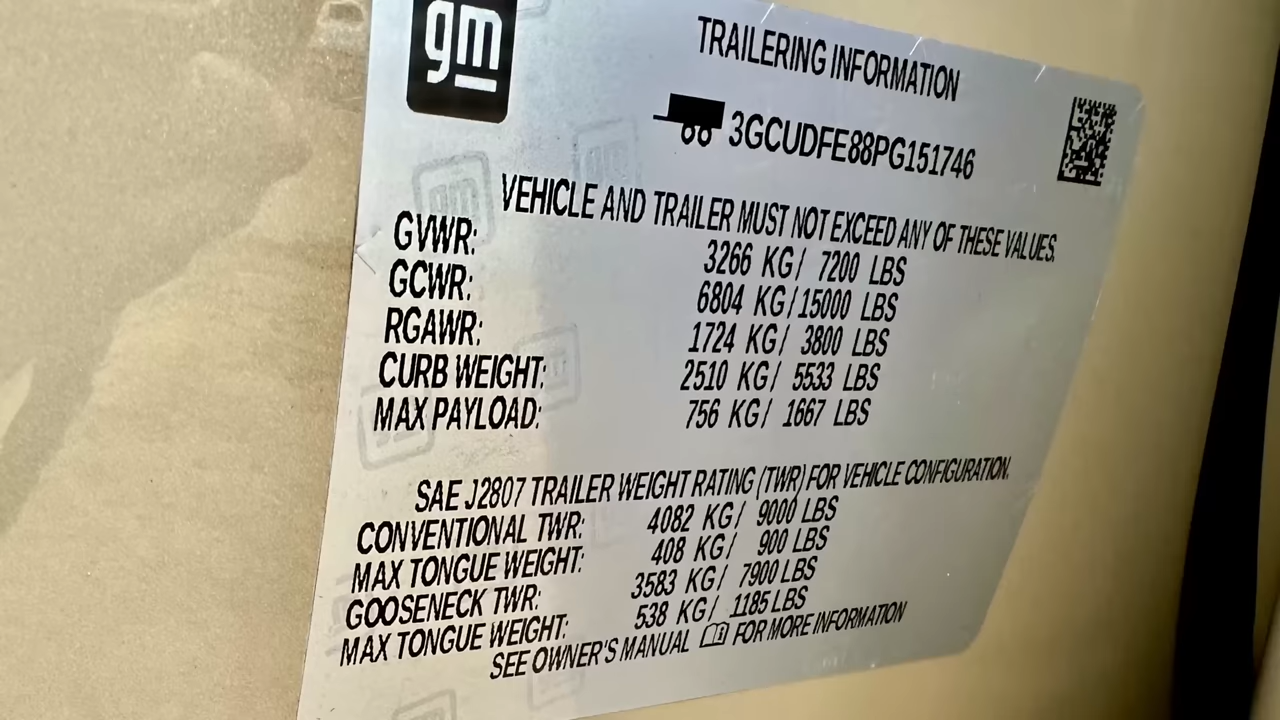 gm
TRAILERING INFORMATION
3GCUDFE88PG151746
VEHICLE AND TRAILER MUST NOT EXCEED ANY OF THESE VALUES.
GVWR: 3266 KG/ 7200 LBS
GCWR: 6804 KG/15000 LBS
RGAWR: 1724 KG/ 3800 LBS
CURB WEIGHT: 2510 KG/ 5533 LBS
MAX PAYLOAD: 756 KG/ 1667 LBS
SAE J2807 TRAILER WEIGHT RATING (TWR) FOR VEHICLE CONFIGURATION.
CONVENTIONAL TWR: 4082 KG/ 9000 LBS
MAX TONGUE WEIGHT: 408 KG/ 900 LBS
GOOSENECK TWR: 3583 KG/ 7900 LBS
MAX TONGUE WEIGHT: 538 KG/ 1185 LBS
SEE OWNER'S MANUAL FOR MORE INFORMATION